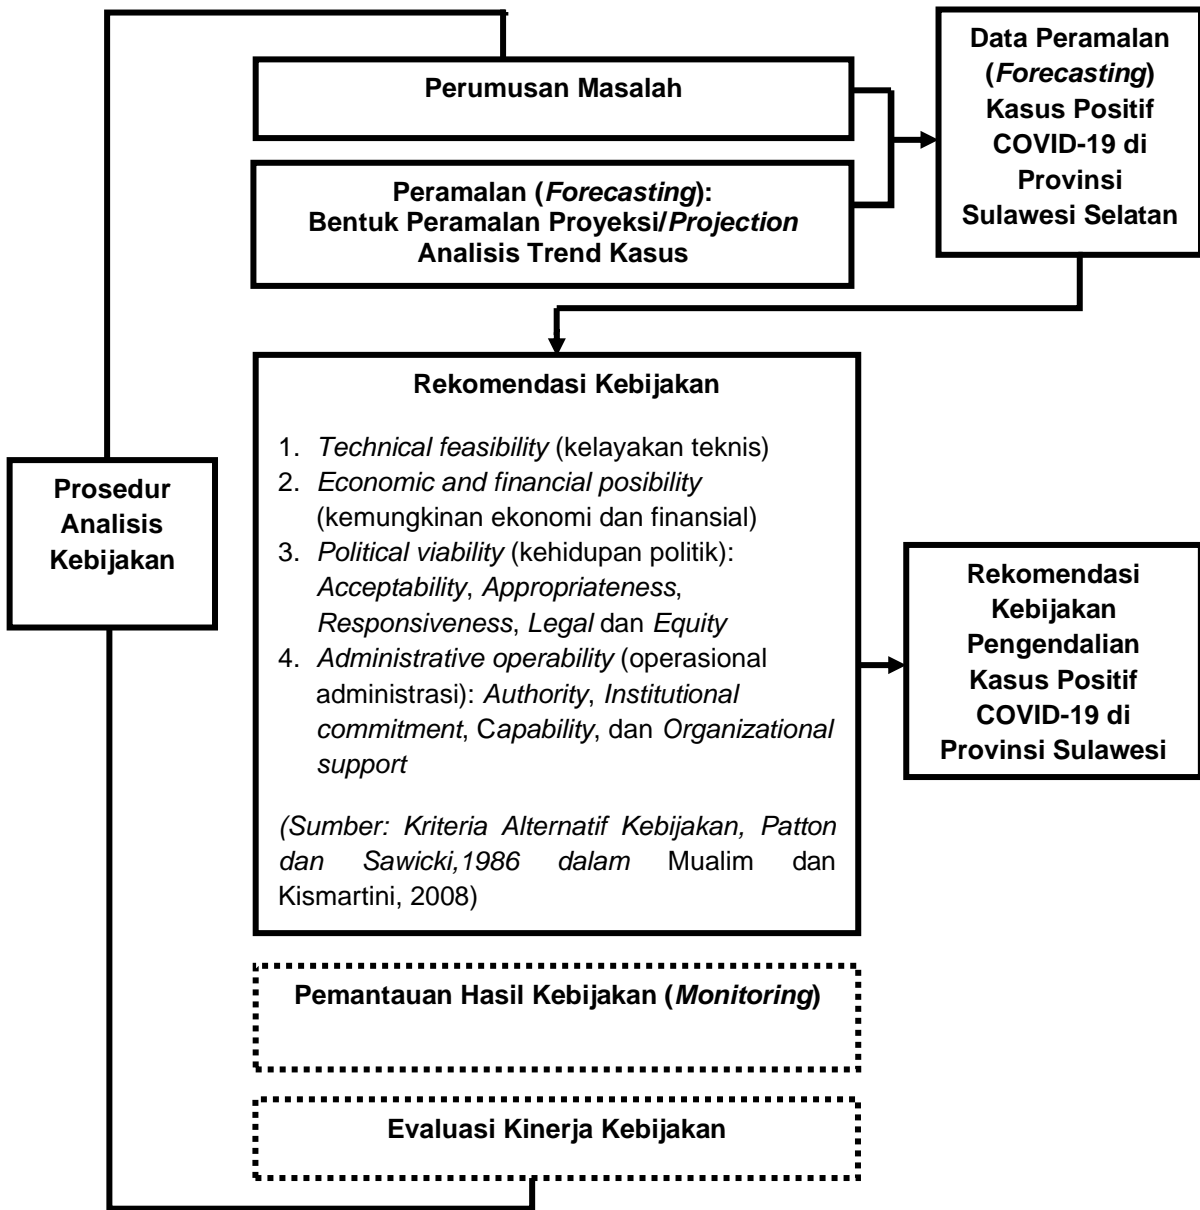 Perumusan Masalah
Peramalan (Forecasting):
Bentuk Peramalan Proyeksi/Projection
Analisis Trend Kasus
Data Peramalan
(Forecasting)
Kasus Positif
COVID-19 di
Provinsi
Sulawesi Selatan
Prosedur
Analisis
Kebijakan
Rekomendasi Kebijakan
1. Technical feasibility (kelayakan teknis)
2. Economic and financial posibility
(kemungkinan ekonomi dan finansial)
3. Political viability (kehidupan politik):
Acceptability, Appropriateness,
Responsiveness, Legal dan Equity
4. Administrative operability (operasional
administrasi): Authority, Institutional
commitment, Capability, dan Organizational
support
(Sumber: Kriteria Alternatif Kebijakan, Patton
dan Sawicki,1986 dalam Mualim dan
Kismartini, 2008)
Rekomendasi
Kebijakan
Pengendalian
Kasus Positif
COVID-19 di
Provinsi Sulawesi
Pemantauan Hasil Kebijakan (Monitoring)
Evaluasi Kinerja Kebijakan